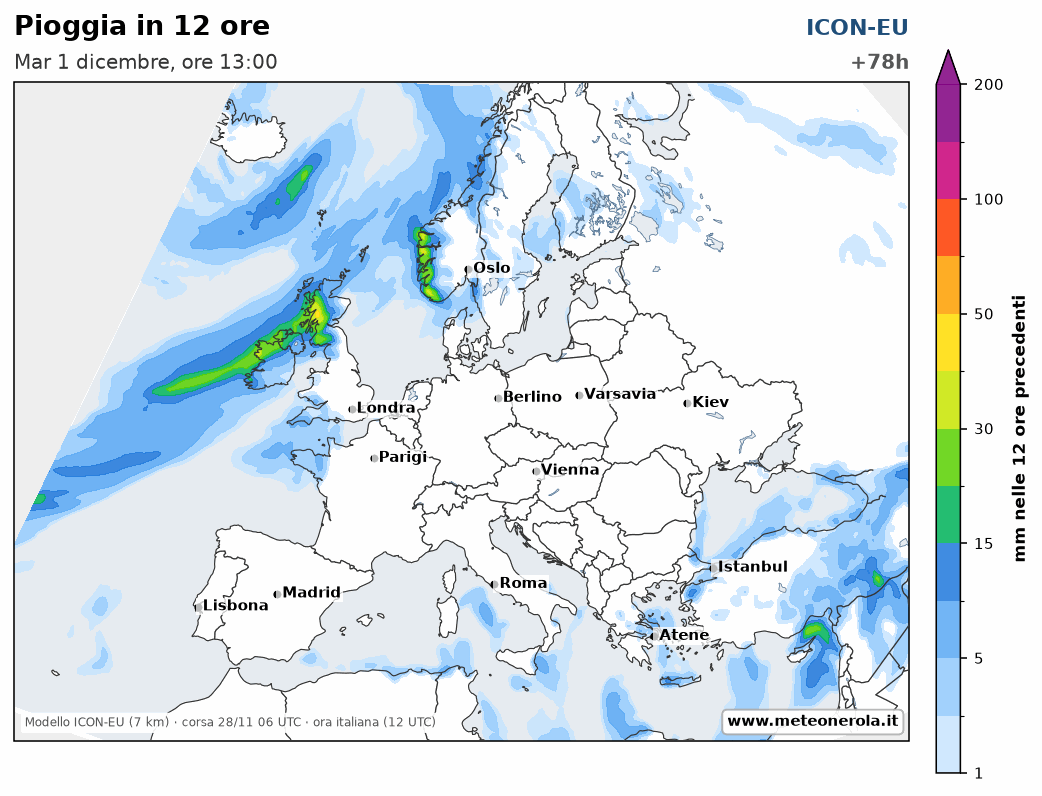 Pioggia in 12 ore
ICON-EU
Mar 1 dicembre, ore 13:00
+78h
200
100
50
30
15
5
1
mm nelle 12 ore precedenti
Oslo
Berlino
Varsavia
Kiev
Londra
Parigi
Vienna
Istanbul
Roma
Madrid
Lisbona
Atene
Modello ICON-EU (7 km) · corsa 28/11 06 UTC · ora italiana (12 UTC)
www.meteonerola.it